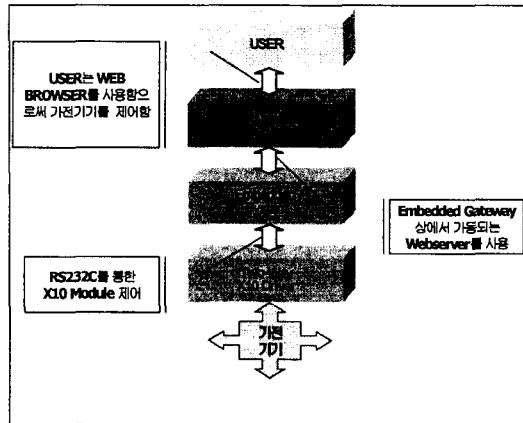 USER
USER는 WEB
BROWSER를 사용함으
로써 가전기기를 제어함
Embedded Gateway
상에서 가동되는
Webserver를 사용
RS232C를 통한
X10 Module 제어
가전
기기